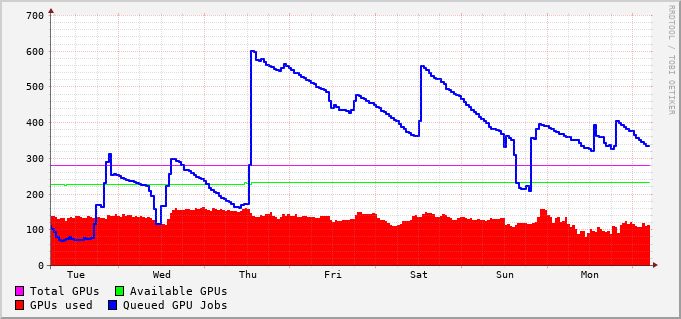 700
600
500
400
300
200
100
0
Tue Wed Thu Fri Sat Sun Mon
Total GPUs Available GPUs
GPUs used Queued GPU Jobs
RRDTOOL / TOBI OETIKER